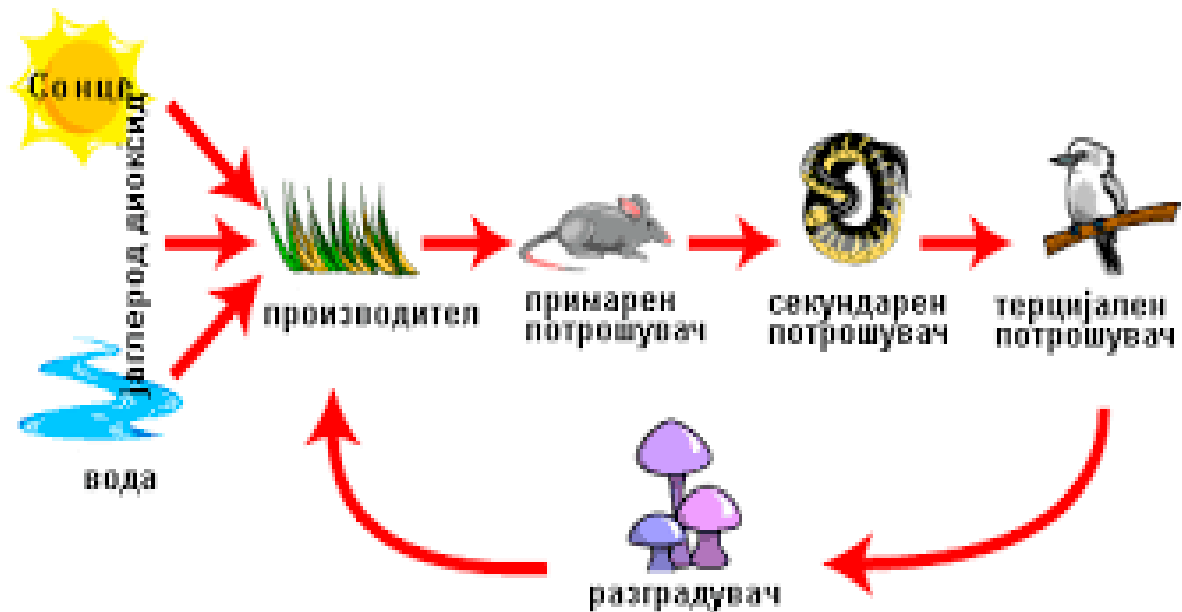 Сонце
јаглерод диоксид
вода
производител
примарен
потрошувач
секундарен
потрошувач
терцијален
потрошувач
разградувач